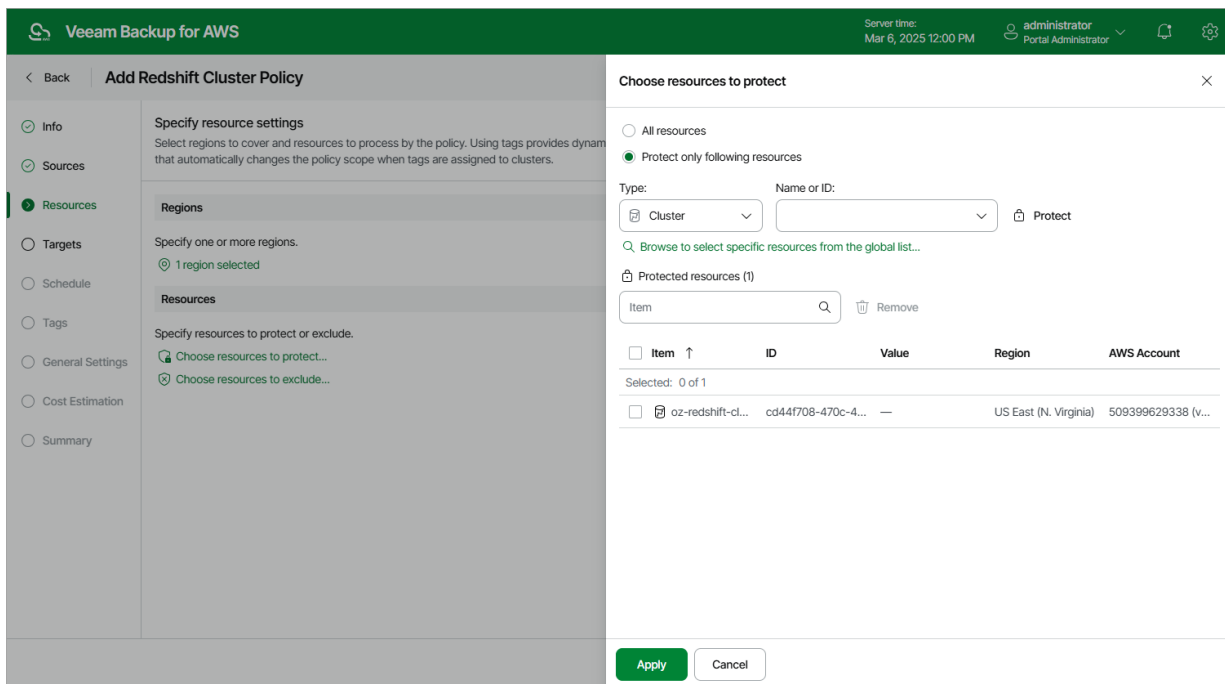 Veeam Backup for AWS
Server time:
Mar 6, 2025 12:00 PM
administrator
Portal Administrator
Back
Add Redshift Cluster Policy
Info
Sources
Resources
Targets
Schedule
Tags
General Settings
Cost Estimation
Summary
Specify resource settings
Select regions to cover and resources to process by the policy. Using tags provides dynam
that automatically changes the policy scope when tags are assigned to clusters.
Regions
Specify one or more regions.
1 region selected
Resources
Specify resources to protect or exclude.
Choose resources to protect...
Choose resources to exclude...
Choose resources to protect
All resources
Protect only following resources
Type: Name or ID:
Cluster Protect
Browse to select specific resources from the global list...
Protected resources (1)
Item Remove
Item ID Value Region AWS Account
Selected: 0 of 1
oz-redshift-cl... cd44f708-470c-4... — US East (N. Virginia) 509399629338 (v...
Apply Cancel